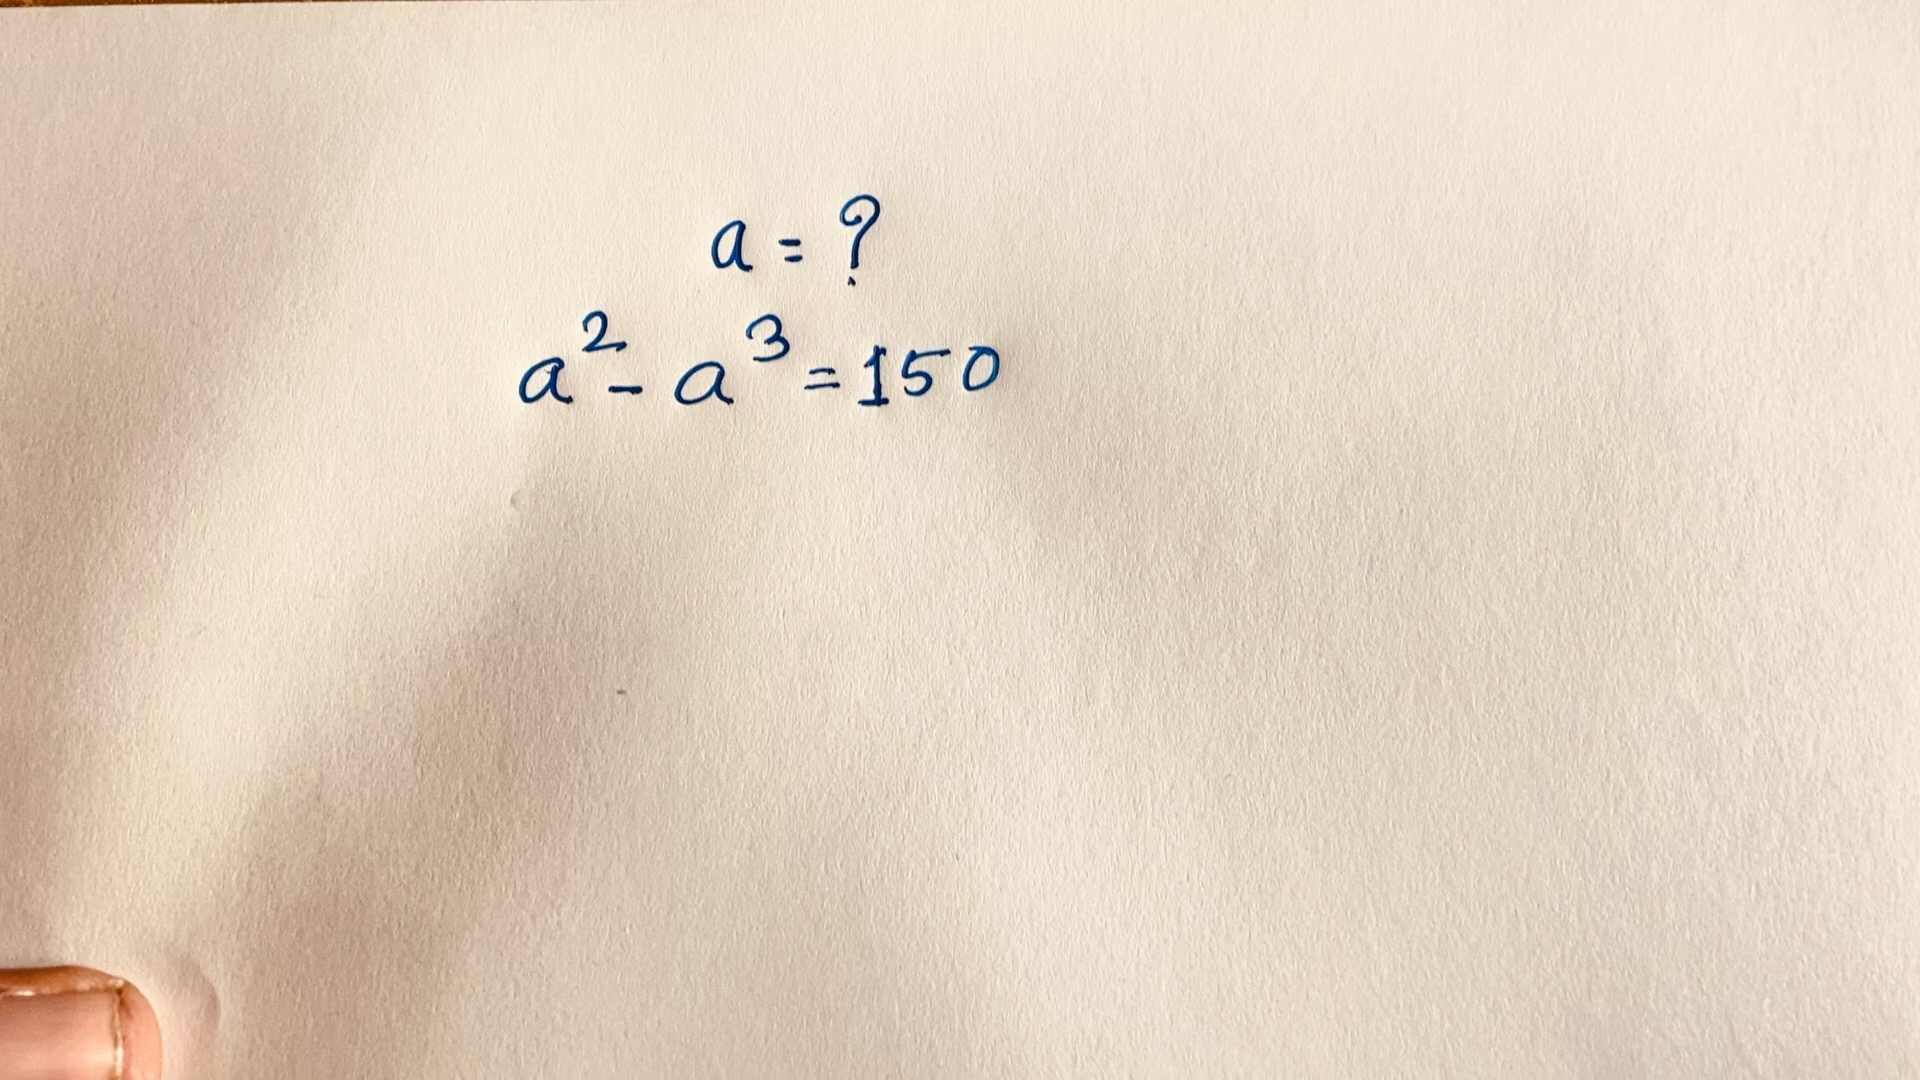 a = ?
a² - a³ = 150